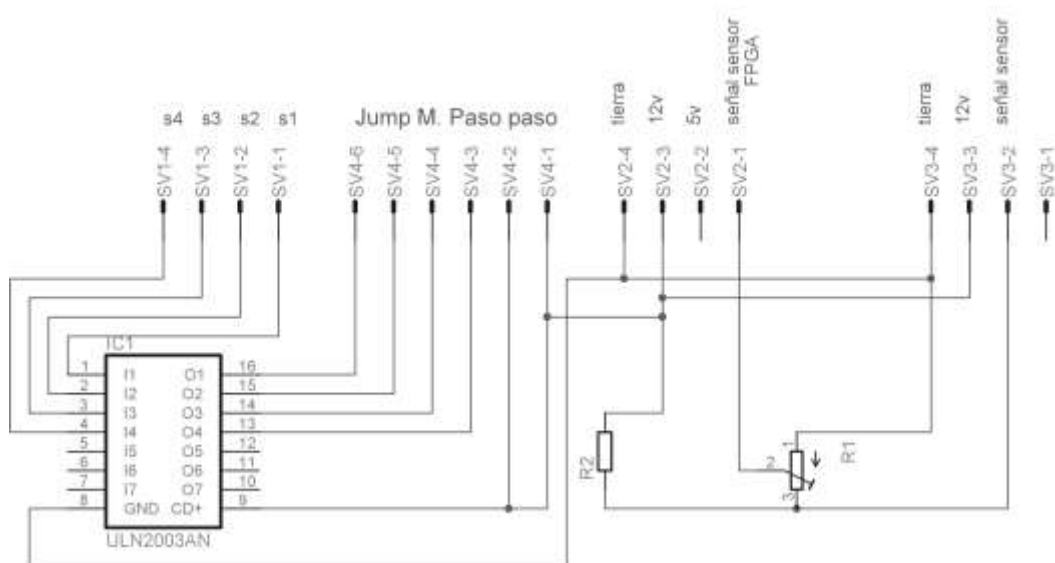 señal sensor
FPGA
tierra
12v
5v
tierra
12v
señal sensor
s4 s3 s2 s1
Jump M. Paso paso
SV1-4
SV1-3
SV1-2
SV1-1
SV4-6
SV4-5
SV4-4
SV4-3
SV4-2
SV4-1
SV2-4
SV2-3
SV2-2
SV2-1
SV3-4
SV3-3
SV3-2
SV3-1
IC1
1 I1 O1 16
2 I2 O2 15
3 I3 O3 14
4 I4 O4 13
5 I5 O5 12
6 I6 O6 11
7 I7 O7 10
8 GND CD+ 9
ULN2003AN
R2
1
2
3
R1